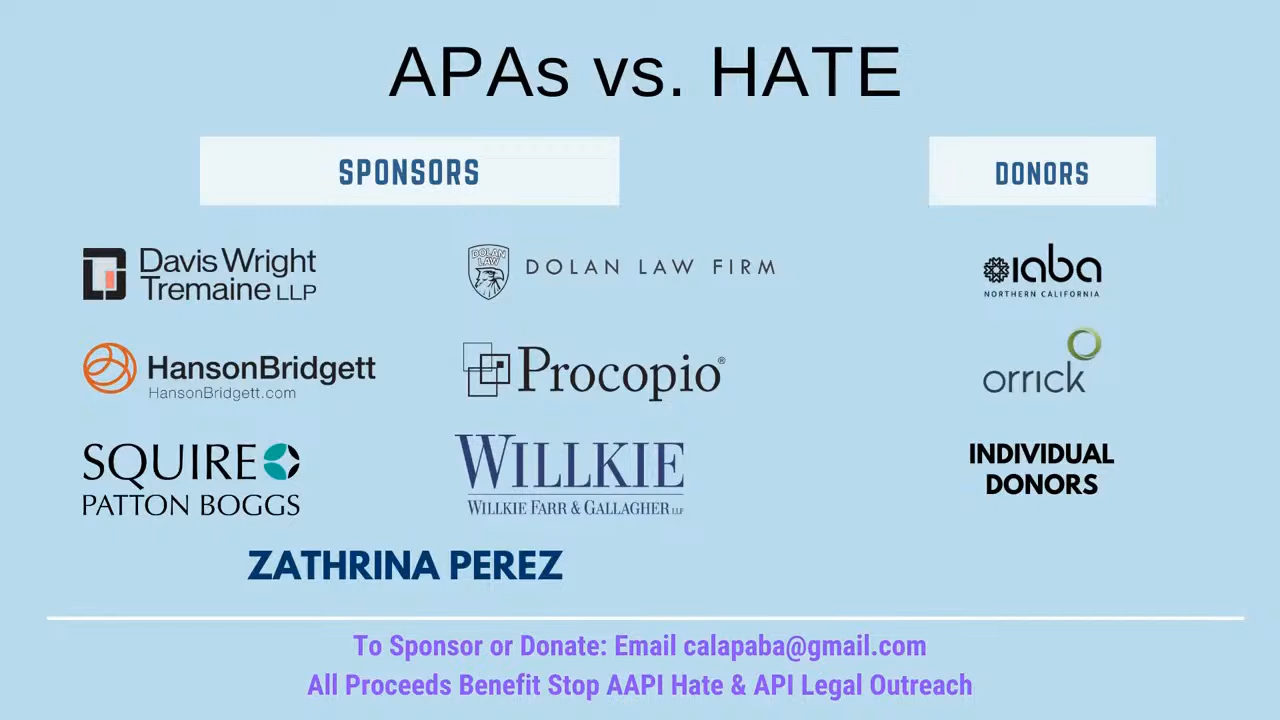 APAs vs. HATE
SPONSORS
DONORS
Davis Wright
Tremaine LLP
DOLAN
LAW
DOLAN LAW FIRM
iaba
NORTHERN CALIFORNIA
HansonBridgett
HansonBridgett.com
Procopio®
orrick
SQUIRE
PATTON BOGGS
WILLKIE
WILLKIE FARR & GALLAGHER LLP
INDIVIDUAL
DONORS
ZATHRINA PEREZ
To Sponsor or Donate: Email calapaba@gmail.com
All Proceeds Benefit Stop AAPI Hate & API Legal Outreach